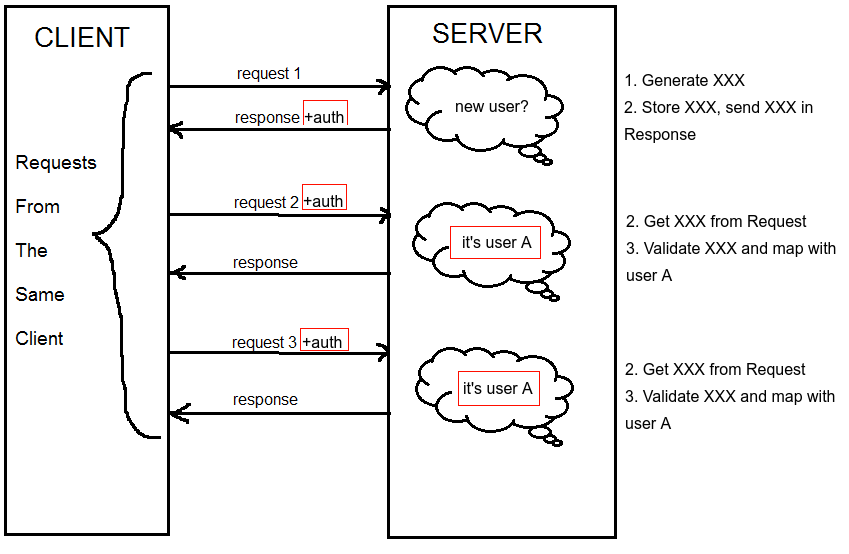 CLIENT
SERVER
request 1
new user?
1. Generate XXX
2. Store XXX, send XXX in
Response
response +auth
Requests
From
The
Same
Client
request 2 +auth
it's user A
2. Get XXX from Request
3. Validate XXX and map with
user A
response
request 3 +auth
it's user A
2. Get XXX from Request
3. Validate XXX and map with
user A
response